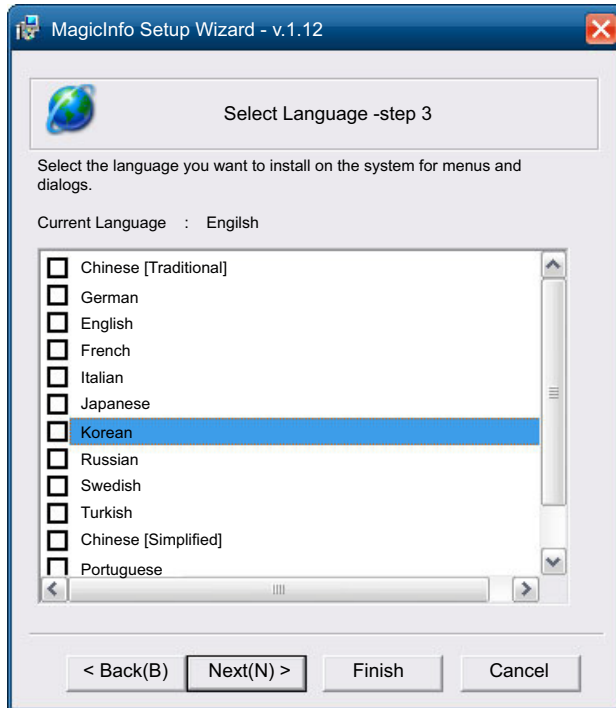 MagicInfo Setup Wizard - v.1.12
Select Language -step 3
Select the language you want to install on the system for menus and
dialogs.
Current Language : Engilsh
Chinese [Traditional]
German
English
French
Italian
Japanese
Korean
Russian
Swedish
Turkish
Chinese [Simplified]
Portuguese
< Back(B) Next(N) > Finish Cancel